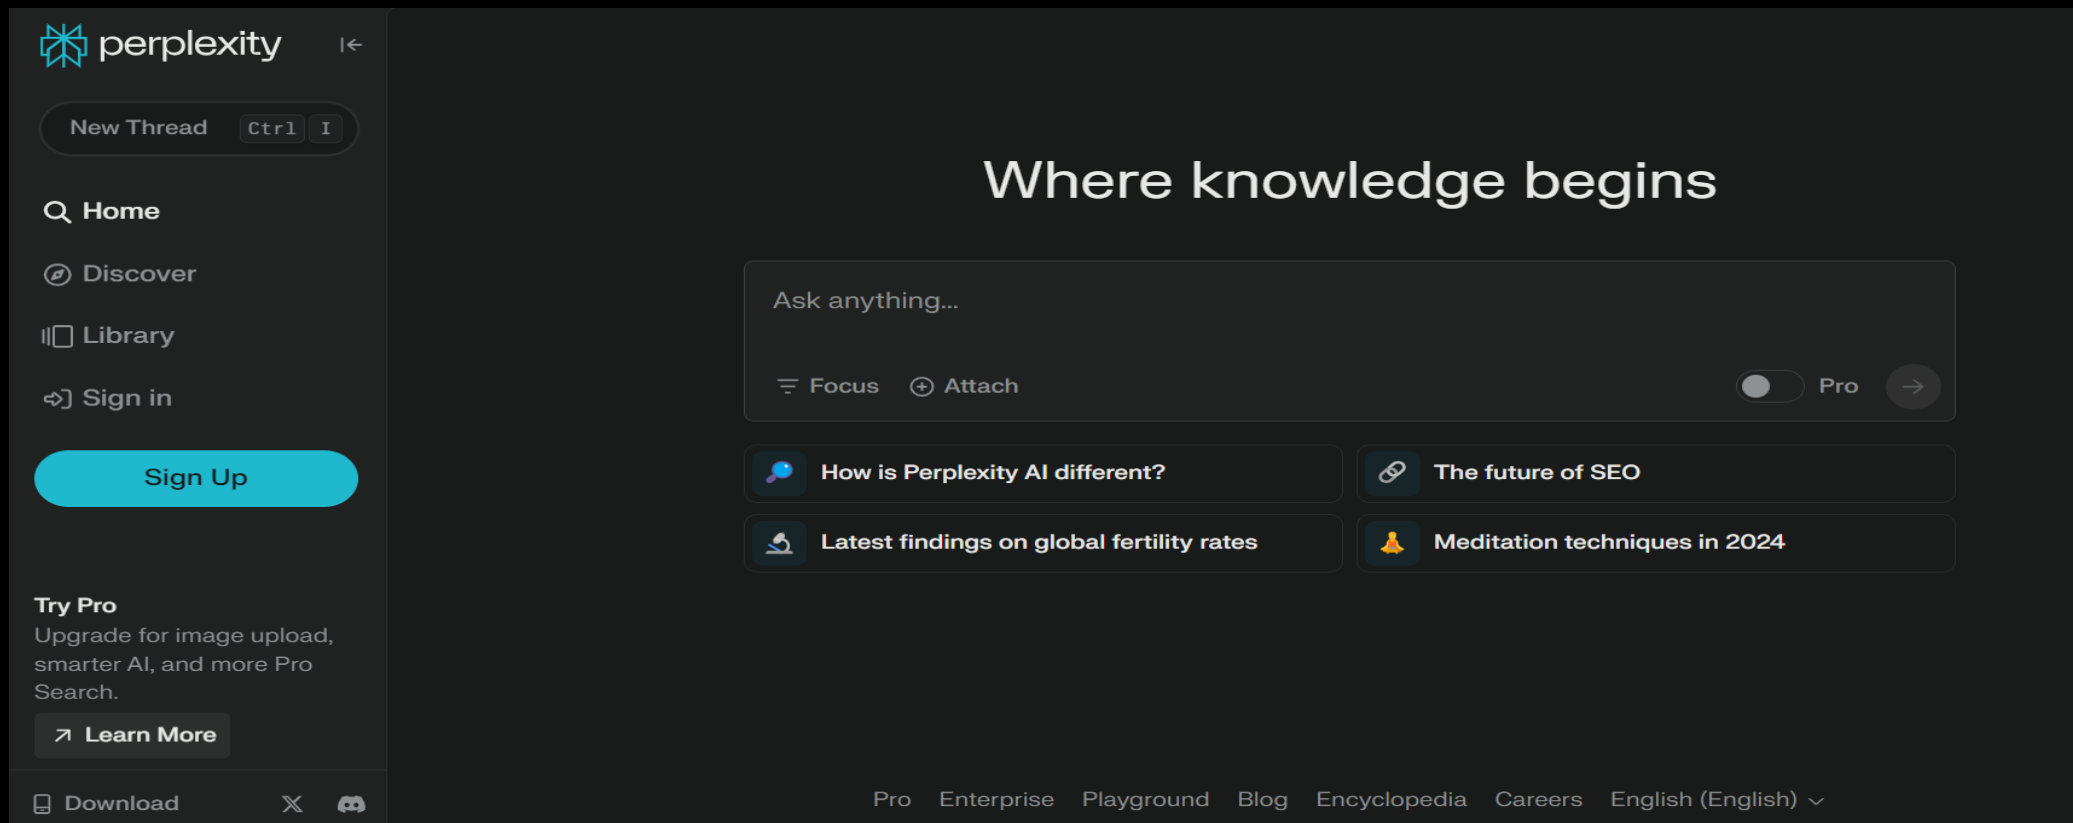 perplexity
New Thread Ctrl I
Home
Discover
Library
Sign in
Sign Up
Try Pro
Upgrade for image upload,
smarter AI, and more Pro
Search.
Learn More
Download
Where knowledge begins
Ask anything...
Focus Attach Pro
How is Perplexity AI different?
The future of SEO
Latest findings on global fertility rates
Meditation techniques in 2024
Pro Enterprise Playground Blog Encyclopedia Careers English (English)